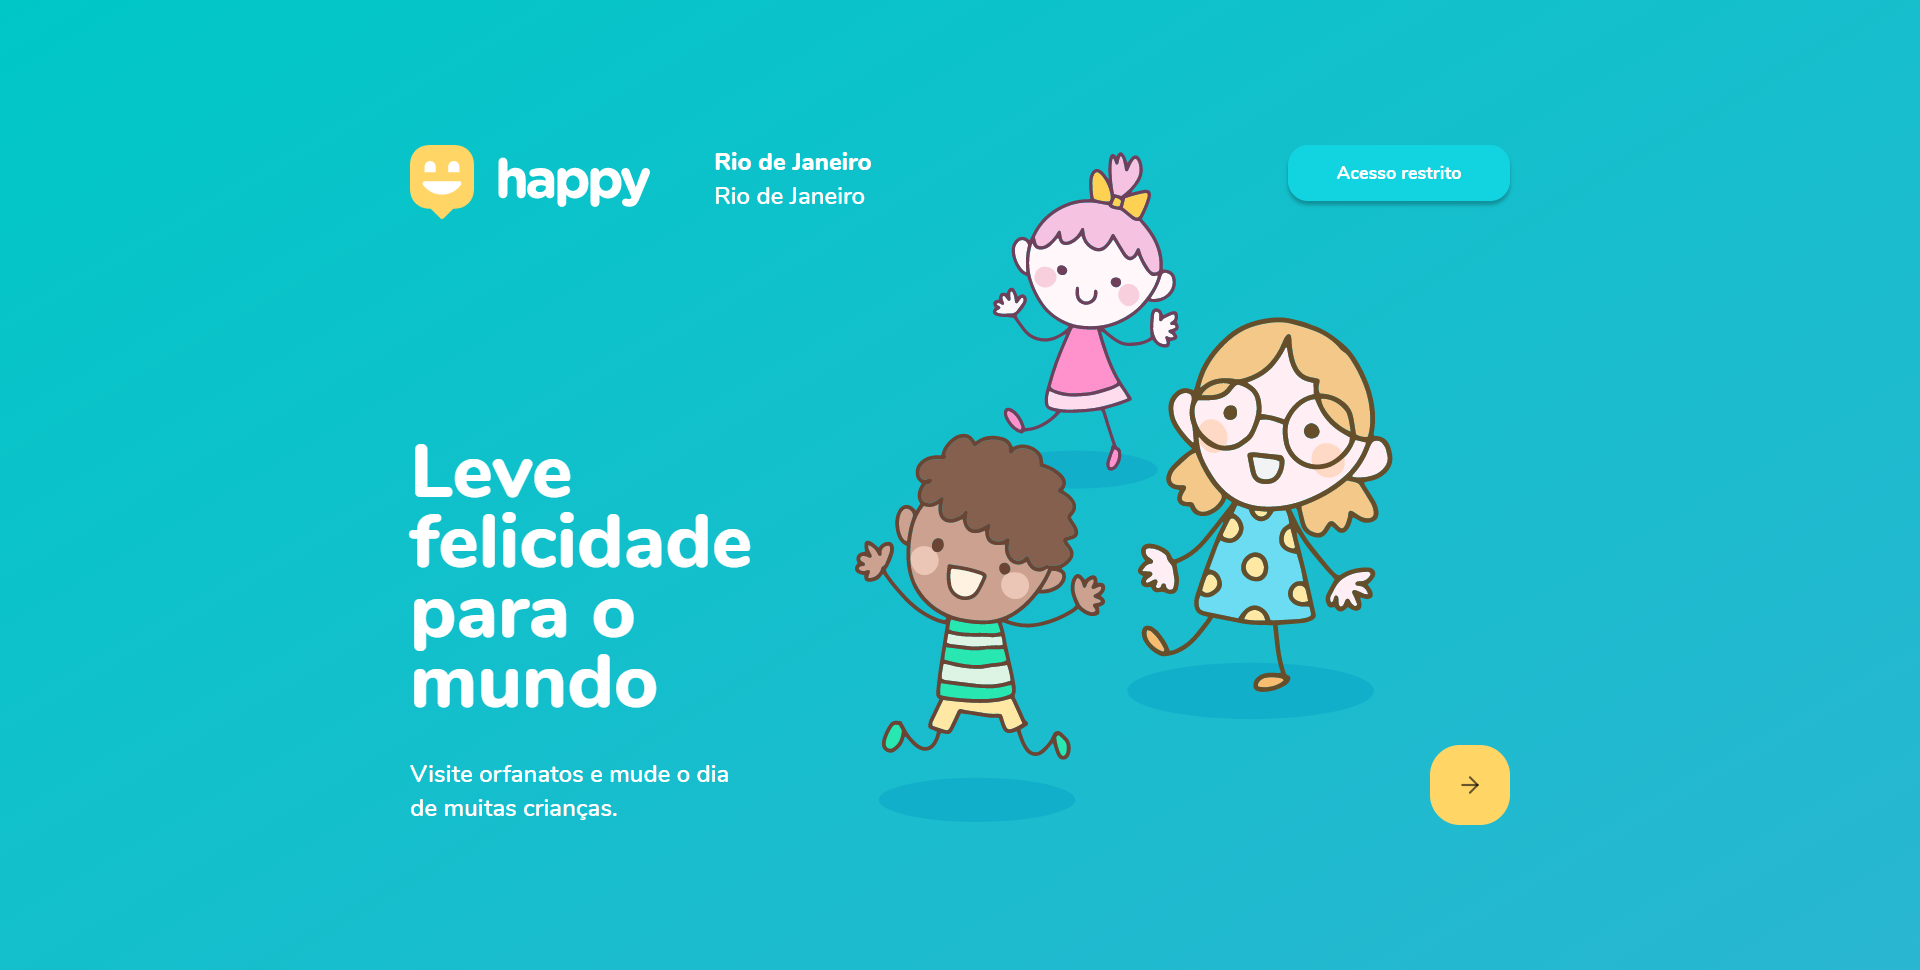 happy
Rio de Janeiro
Rio de Janeiro
Acesso restrito
Leve
felicidade
para o
mundo
Visite orfanatos e mude o dia
de muitas crianças.